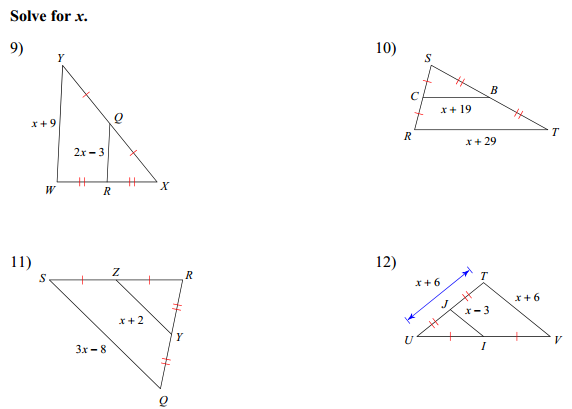 Solve for x.
9)
Y
x + 9
Q
2x − 3
W
R
X
10)
S
C
B
x + 19
R
T
x + 29
11)
S
Z
R
x + 2
Y
3x − 8
Q
12)
x + 6
T
J
x − 3
x + 6
U
I
V